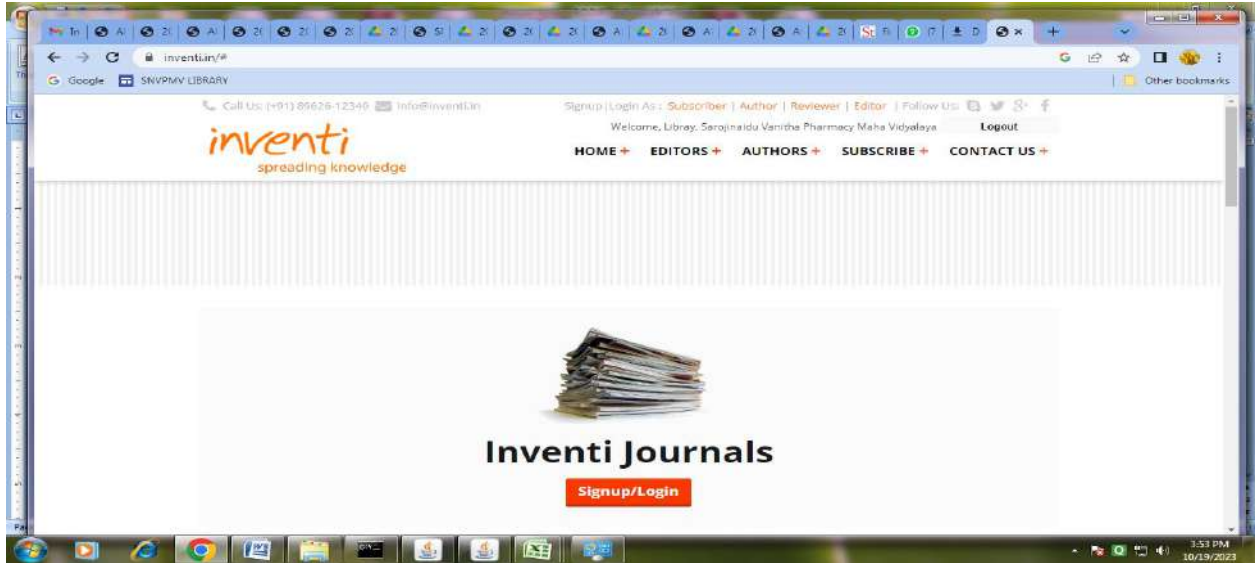 In
inventi.in/#
Google SNVPMV LIBRARY Other bookmarks
Call Us: (+91) 89626-12340 info@inventi.in Signup|Login As : Subscriber | Author | Reviewer | Editor | Follow Us:
Welcome, Libray. Sarojinaidu Vanitha Pharmacy Maha Vidyalaya Logout
inventi
spreading knowledge
HOME + EDITORS + AUTHORS + SUBSCRIBE + CONTACT US +
Inventi Journals
Signup/Login
3:53 PM
10/19/2023